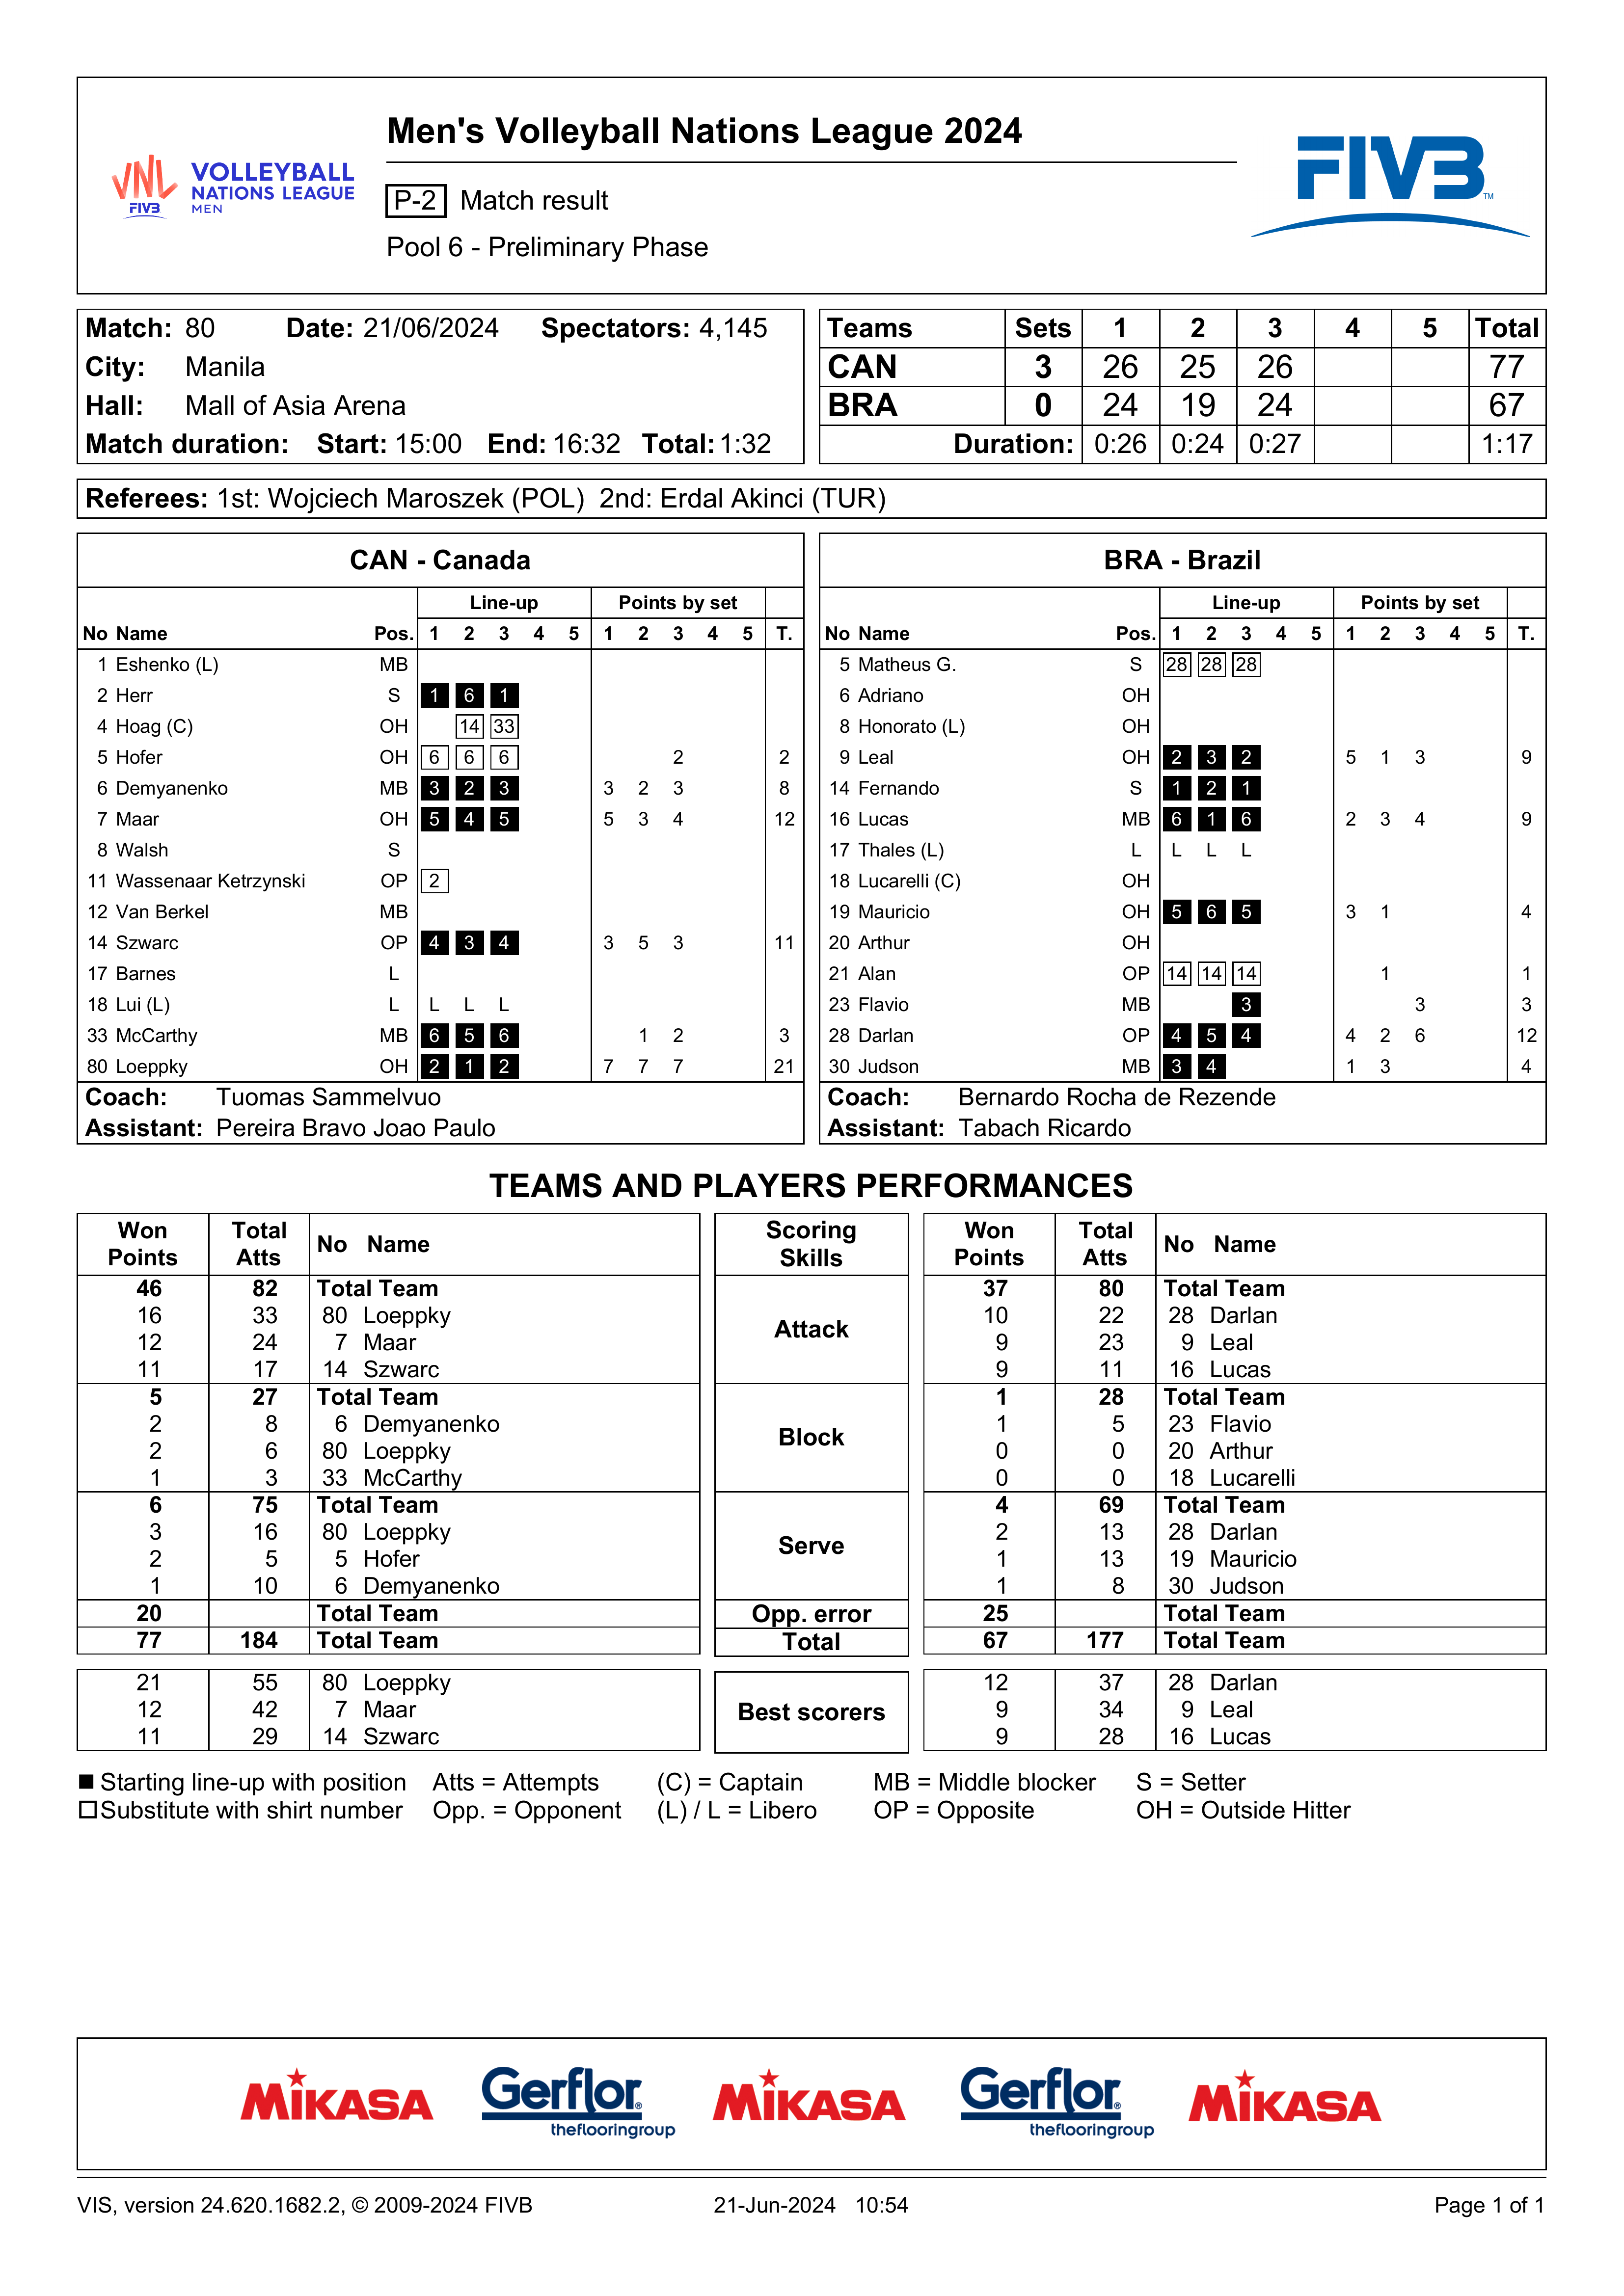 Men's Volleyball Nations League 2024
VNL FIVB VOLLEYBALL NATIONS LEAGUE MEN
P-2 Match result
Pool 6 - Preliminary Phase
FIVB TM
Match: 80 Date: 21/06/2024 Spectators: 4,145
City: Manila
Hall: Mall of Asia Arena
Match duration: Start: 15:00 End: 16:32 Total: 1:32
Teams Sets 1 2 3 4 5 Total
CAN 3 26 25 26 77
BRA 0 24 19 24 67
Duration: 0:26 0:24 0:27 1:17
Referees: 1st: Wojciech Maroszek (POL) 2nd: Erdal Akinci (TUR)
CAN - Canada
Line-up Points by set
No Name Pos. 1 2 3 4 5 1 2 3 4 5 T.
1 Eshenko (L) MB
2 Herr S 1 6 1
4 Hoag (C) OH 14 33
5 Hofer OH 6 6 6 2 2
6 Demyanenko MB 3 2 3 3 2 3 8
7 Maar OH 5 4 5 5 3 4 12
8 Walsh S
11 Wassenaar Ketrzynski OP 2
12 Van Berkel MB
14 Szwarc OP 4 3 4 3 5 3 11
17 Barnes L
18 Lui (L) L L L L
33 McCarthy MB 6 5 6 1 2 3
80 Loeppky OH 2 1 2 7 7 7 21
Coach: Tuomas Sammelvuo
Assistant: Pereira Bravo Joao Paulo
BRA - Brazil
Line-up Points by set
No Name Pos. 1 2 3 4 5 1 2 3 4 5 T.
5 Matheus G. S 28 28 28
6 Adriano OH
8 Honorato (L) OH
9 Leal OH 2 3 2 5 1 3 9
14 Fernando S 1 2 1
16 Lucas MB 6 1 6 2 3 4 9
17 Thales (L) L L L L
18 Lucarelli (C) OH
19 Mauricio OH 5 6 5 3 1 4
20 Arthur OH
21 Alan OP 14 14 14 1 1
23 Flavio MB 3 3 3
28 Darlan OP 4 5 4 4 2 6 12
30 Judson MB 3 4 1 3 4
Coach: Bernardo Rocha de Rezende
Assistant: Tabach Ricardo
TEAMS AND PLAYERS PERFORMANCES
Won Points Total Atts No Name Scoring Skills Won Points Total Atts No Name
46 82 Total Team 37 80 Total Team
16 33 80 Loeppky Attack 10 22 28 Darlan
12 24 7 Maar 9 23 9 Leal
11 17 14 Szwarc 9 11 16 Lucas
5 27 Total Team 1 28 Total Team
2 8 6 Demyanenko Block 1 5 23 Flavio
2 6 80 Loeppky 0 0 20 Arthur
1 3 33 McCarthy 0 0 18 Lucarelli
6 75 Total Team 4 69 Total Team
3 16 80 Loeppky Serve 2 13 28 Darlan
2 5 5 Hofer 1 13 19 Mauricio
1 10 6 Demyanenko 1 8 30 Judson
20 Total Team Opp. error 25 Total Team
77 184 Total Team Total 67 177 Total Team
21 55 80 Loeppky 12 37 28 Darlan
12 42 7 Maar Best scorers 9 34 9 Leal
11 29 14 Szwarc 9 28 16 Lucas
Starting line-up with position Atts = Attempts (C) = Captain MB = Middle blocker S = Setter
Substitute with shirt number Opp. = Opponent (L) / L = Libero OP = Opposite OH = Outside Hitter
MIKASA Gerflor® theflooringgroup MIKASA Gerflor® theflooringgroup MIKASA
VIS, version 24.620.1682.2, © 2009-2024 FIVB 21-Jun-2024 10:54 Page 1 of 1